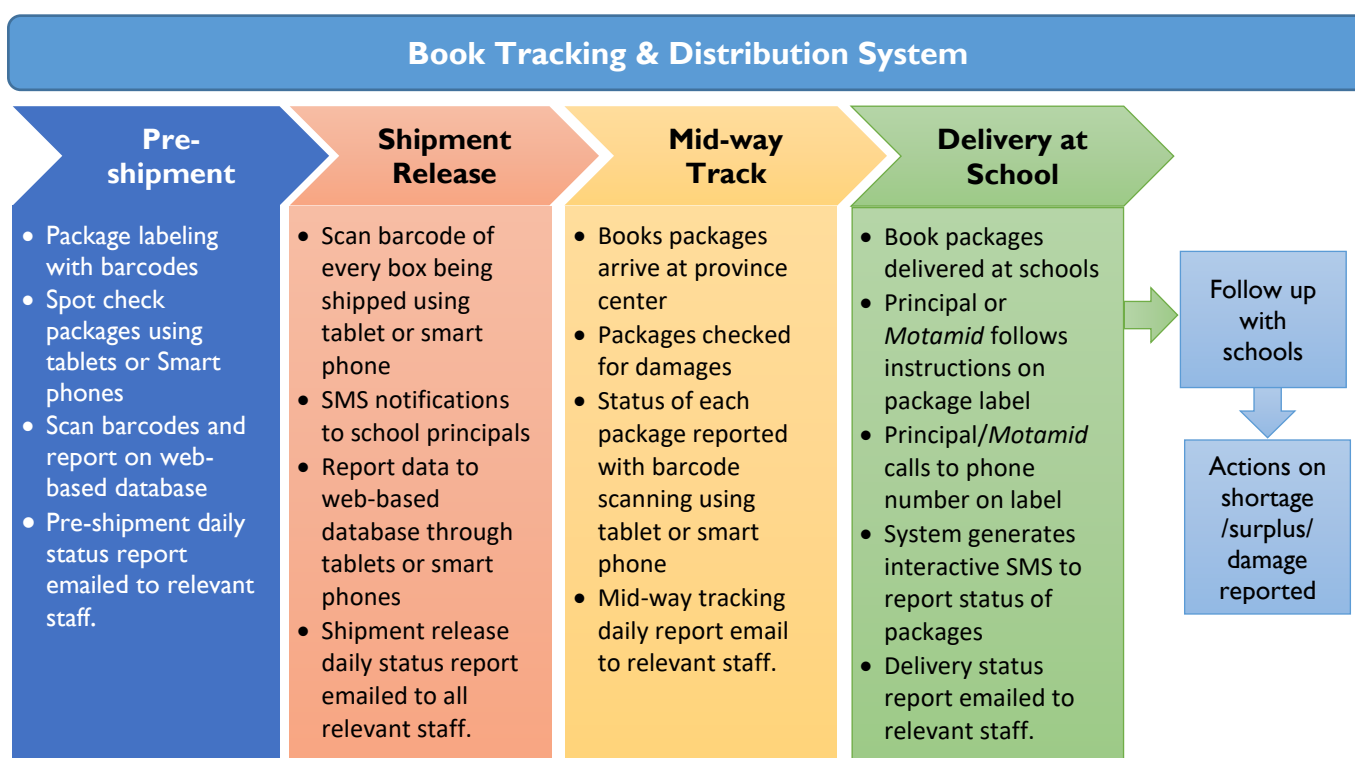 Book Tracking & Distribution System
Pre-
shipment
• Package labeling
with barcodes
• Spot check
packages using
tablets or Smart
phones
• Scan barcodes and
report on web-
based database
• Pre-shipment daily
status report
emailed to relevant
staff.
Shipment
Release
• Scan barcode of
every box being
shipped using
tablet or smart
phone
• SMS notifications
to school principals
• Report data to
web-based
database through
tablets or smart
phones
• Shipment release
daily status report
emailed to all
relevant staff.
Mid-way
Track
• Books packages
arrive at province
center
• Packages checked
for damages
• Status of each
package reported
with barcode
scanning using
tablet or smart
phone
• Mid-way tracking
daily report email
to relevant staff.
Delivery at
School
• Book packages
delivered at schools
• Principal or
Motamid follows
instructions on
package label
• Principal/Motamid
calls to phone
number on label
• System generates
interactive SMS to
report status of
packages
• Delivery status
report emailed to
relevant staff.
Follow up
with
schools
Actions on
shortage
/surplus/
damage
reported